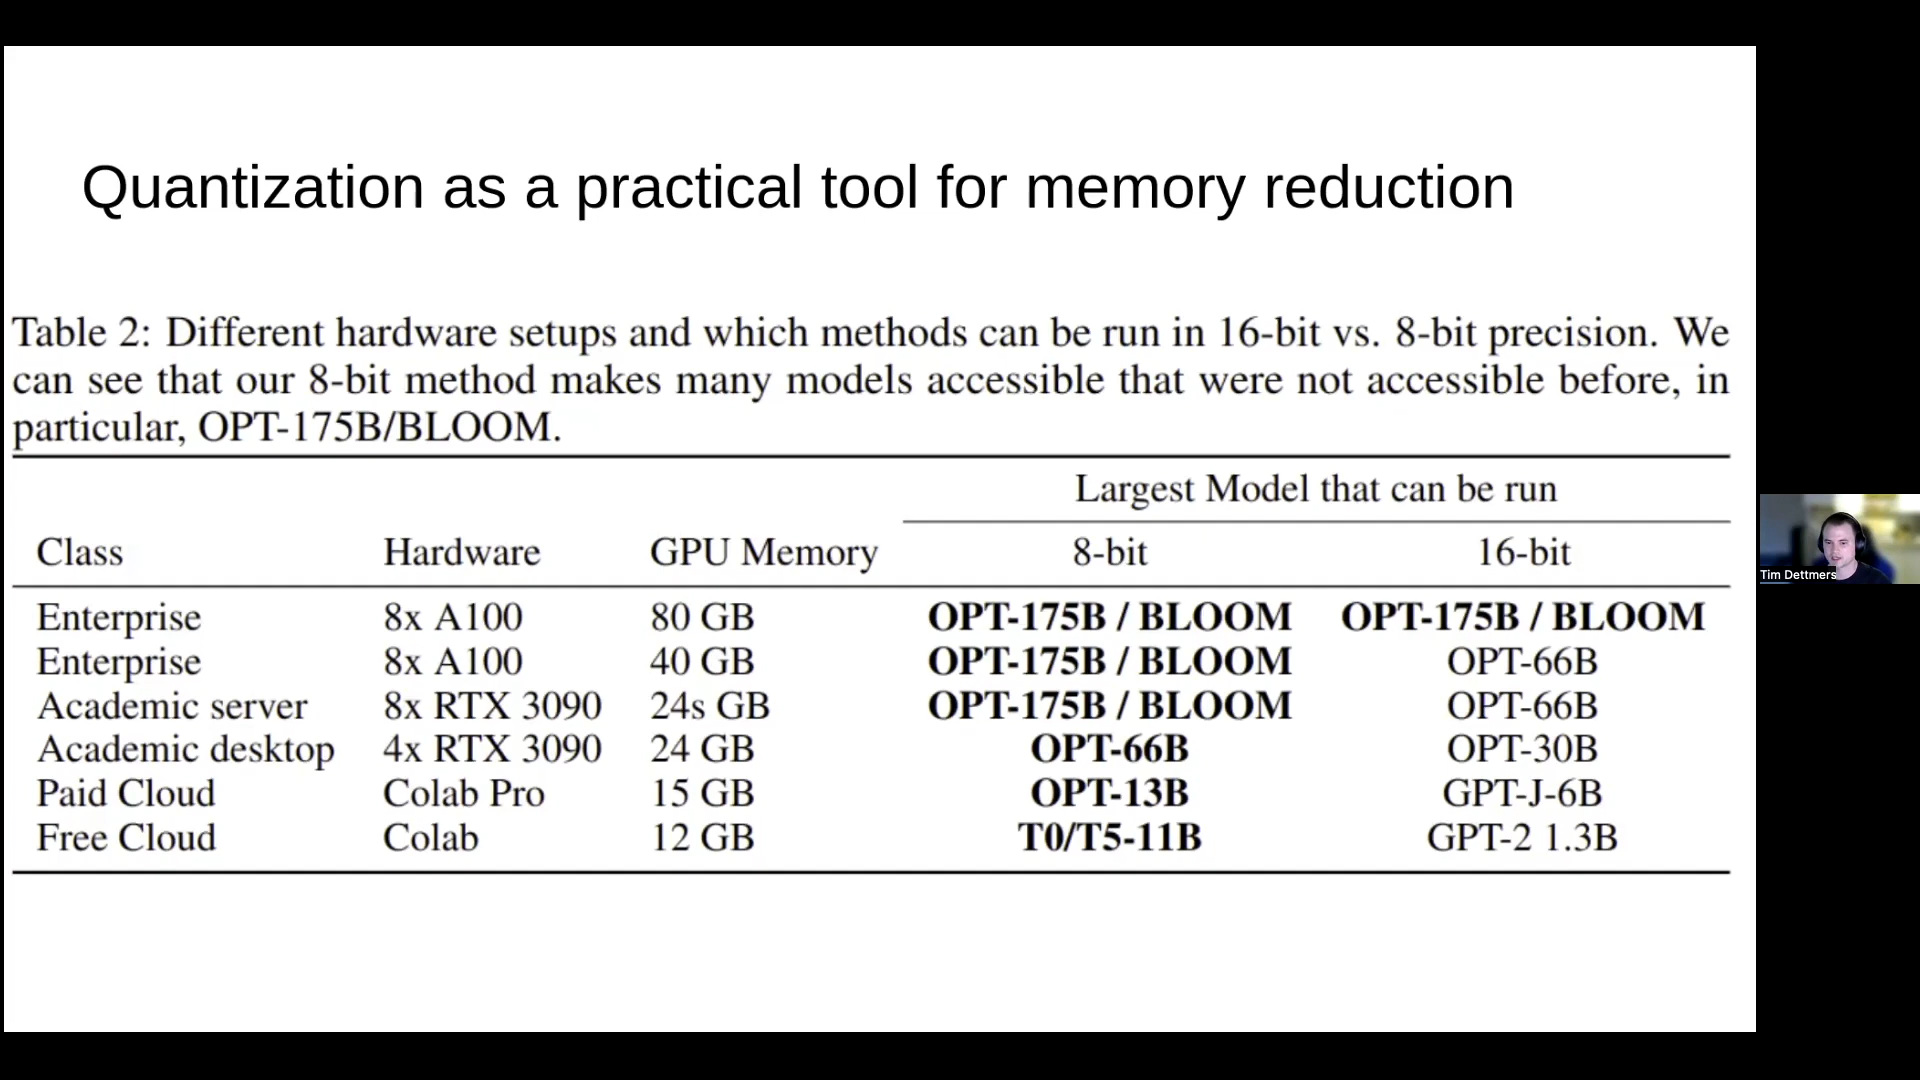 Quantization as a practical tool for memory reduction
Table 2: Different hardware setups and which methods can be run in 16-bit vs. 8-bit precision. We
can see that our 8-bit method makes many models accessible that were not accessible before, in
particular, OPT-175B/BLOOM.
Largest Model that can be run
Class Hardware GPU Memory 8-bit 16-bit
Enterprise 8x A100 80 GB OPT-175B / BLOOM OPT-175B / BLOOM
Enterprise 8x A100 40 GB OPT-175B / BLOOM OPT-66B
Academic server 8x RTX 3090 24s GB OPT-175B / BLOOM OPT-66B
Academic desktop 4x RTX 3090 24 GB OPT-66B OPT-30B
Paid Cloud Colab Pro 15 GB OPT-13B GPT-J-6B
Free Cloud Colab 12 GB T0/T5-11B GPT-2 1.3B
Tim Dettmers